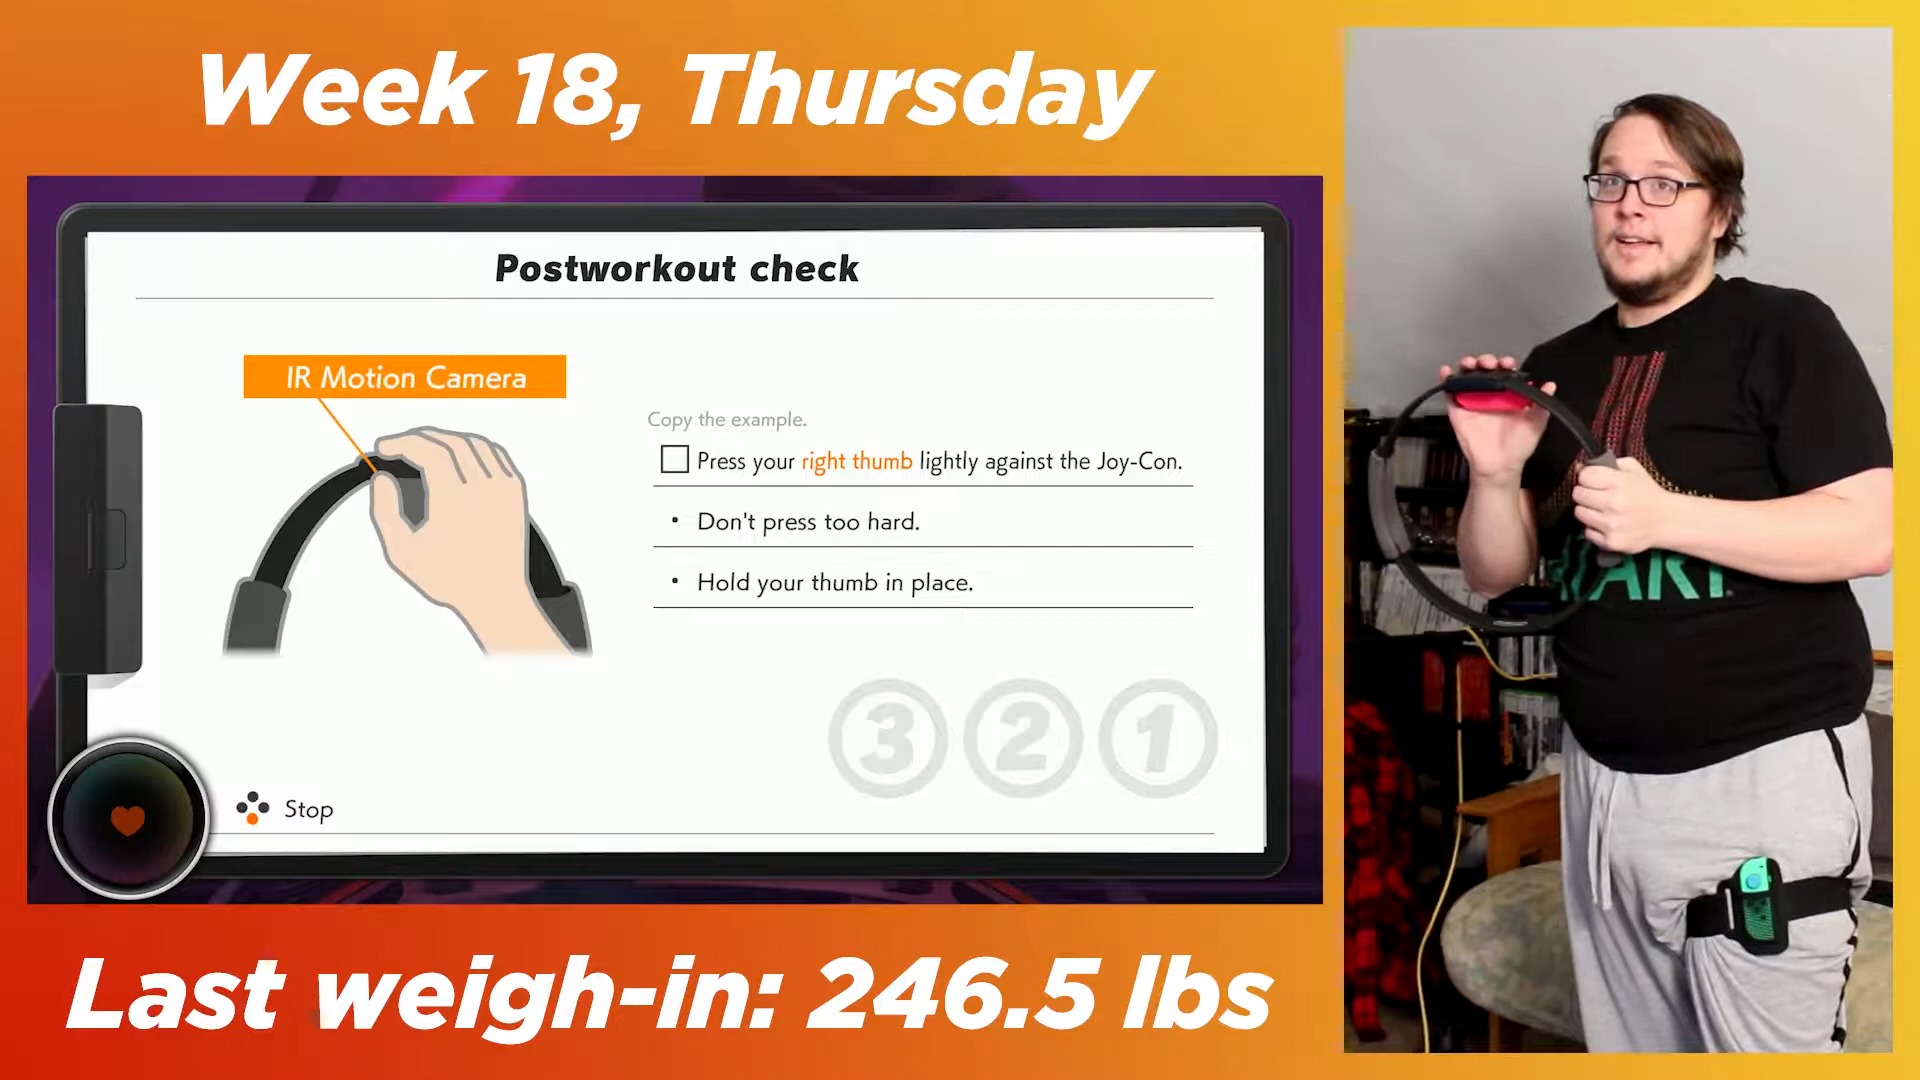 Week 18, Thursday
Postworkout check
IR Motion Camera
Copy the example.
Press your right thumb lightly against the Joy-Con.
• Don't press too hard.
• Hold your thumb in place.
3 2 1
Stop
Last weigh-in: 246.5 lbs